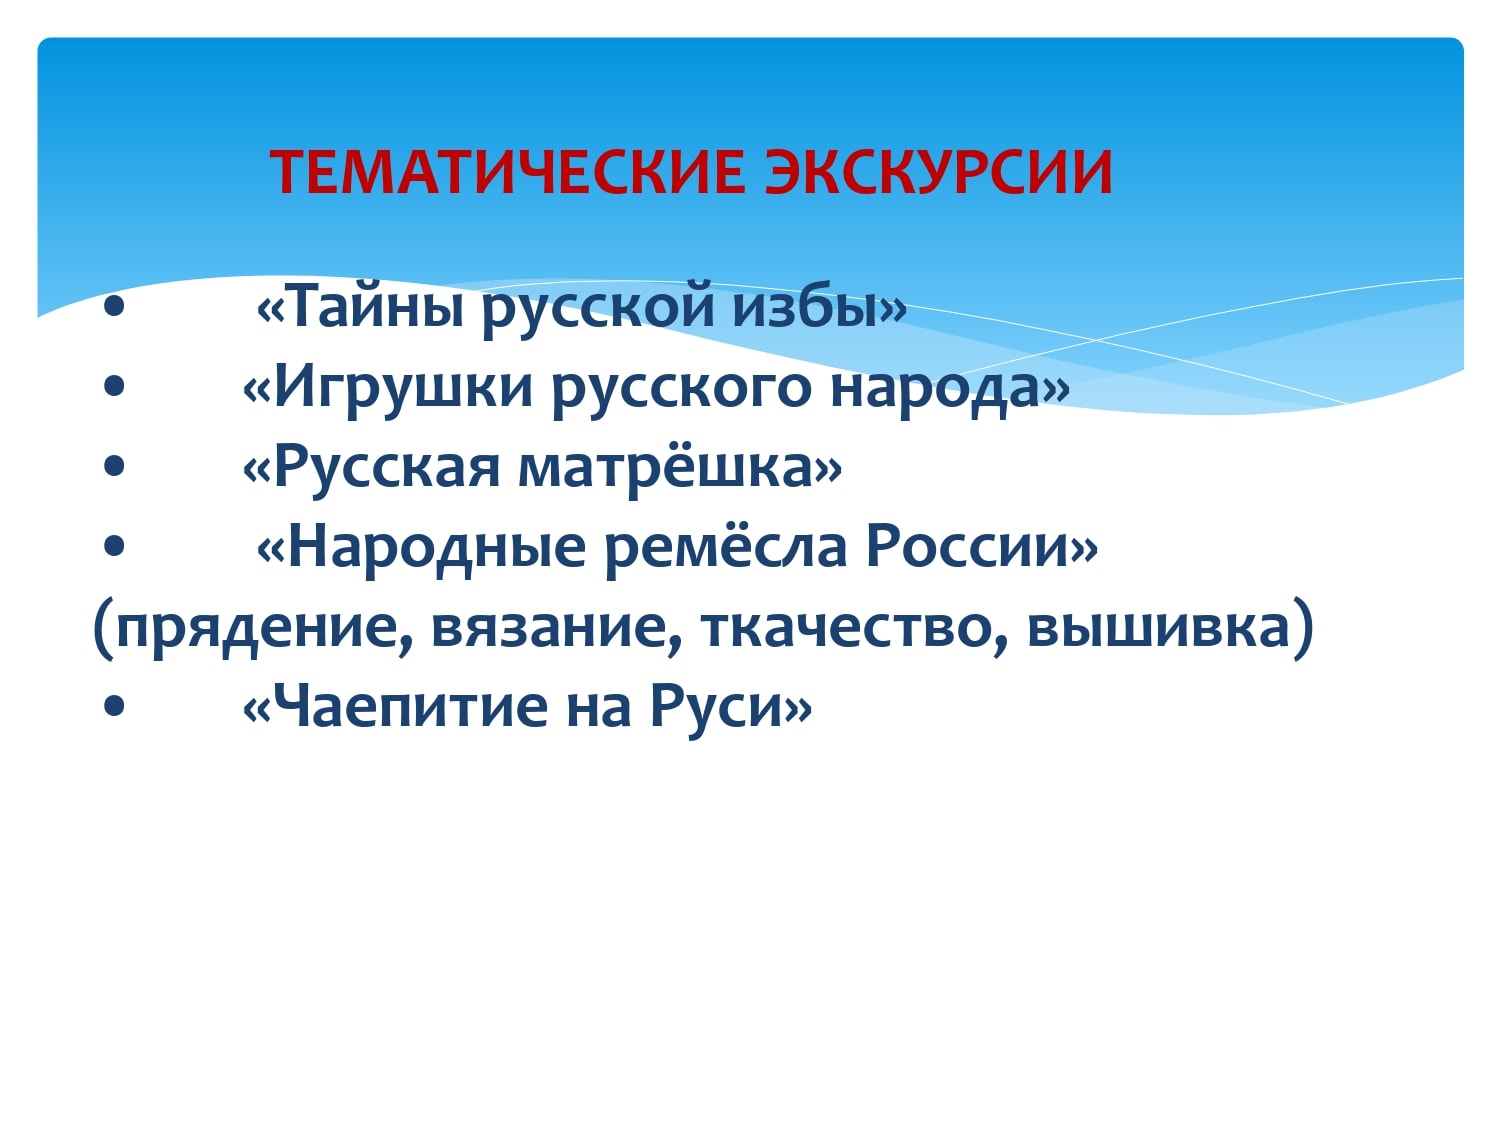 ТЕМАТИЧЕСКИЕ ЭКСКУРСИИ
• «Тайны русской избы»
• «Игрушки русского народа»
• «Русская матрёшка»
• «Народные ремёсла России»
(прядение, вязание, ткачество, вышивка)
• «Чаепитие на Руси»